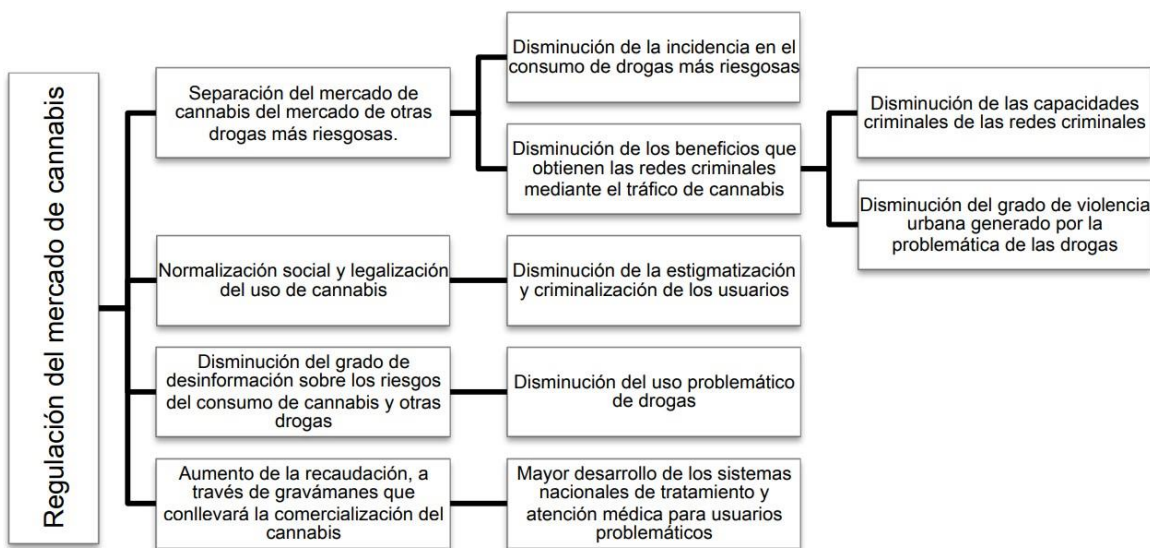 Regulación del mercado de cannabis
Separación del mercado de
cannabis del mercado de otras
drogas más riesgosas.
Disminución de la incidencia en el
consumo de drogas más riesgosas
Disminución de los beneficios que
obtienen las redes criminales
mediante el tráfico de cannabis
Disminución de las capacidades
criminales de las redes criminales
Disminución del grado de violencia
urbana generado por la
problemática de las drogas
Normalización social y legalización
del uso de cannabis
Disminución de la estigmatización
y criminalización de los usuarios
Disminución del grado de
desinformación sobre los riesgos
del consumo de cannabis y otras
drogas
Disminución del uso problemático
de drogas
Aumento de la recaudación, a
través de gravámanes que
conllevará la comercialización del
cannabis
Mayor desarrollo de los sistemas
nacionales de tratamiento y
atención médica para usuarios
problemáticos